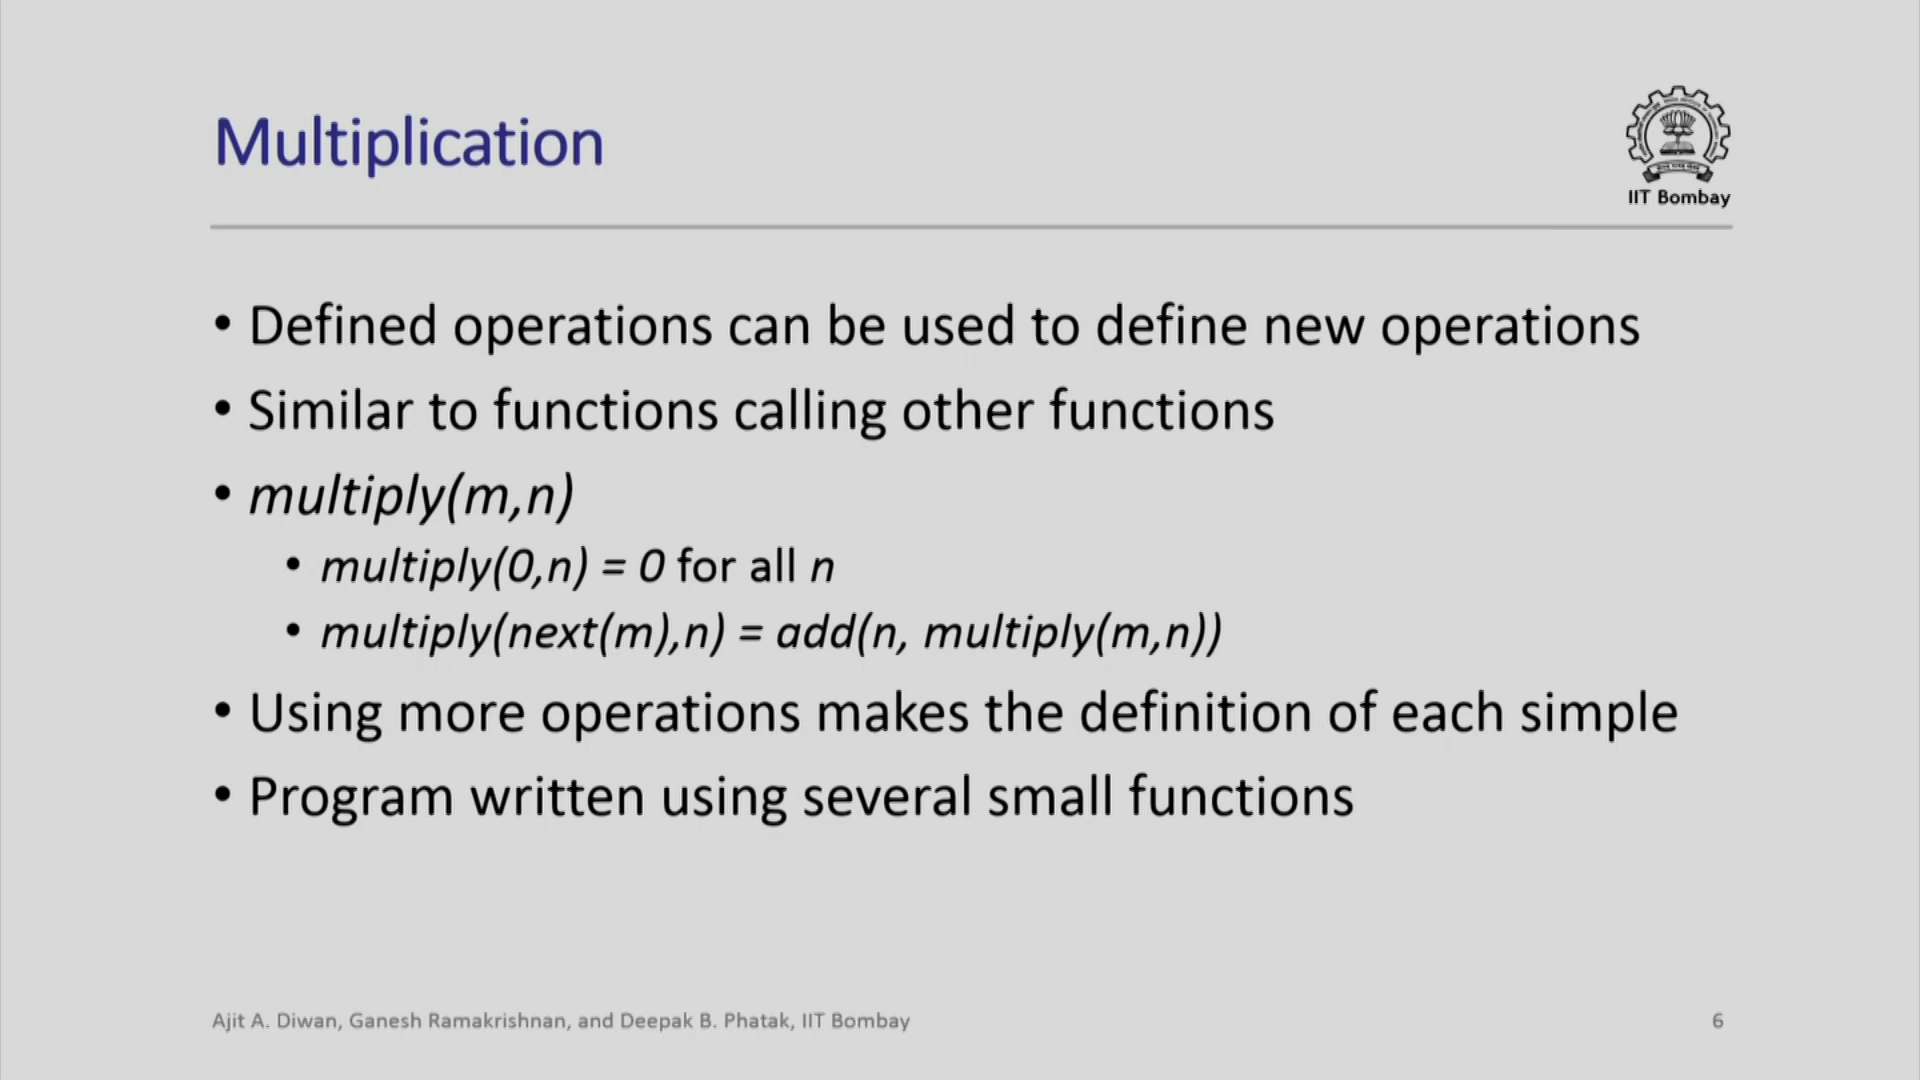 Multiplication
IIT Bombay
• Defined operations can be used to define new operations
• Similar to functions calling other functions
• multiply(m,n)
• multiply(0,n) = 0 for all n
• multiply(next(m),n) = add(n, multiply(m,n))
• Using more operations makes the definition of each simple
• Program written using several small functions
Ajit A. Diwan, Ganesh Ramakrishnan, and Deepak B. Phatak, IIT Bombay
6